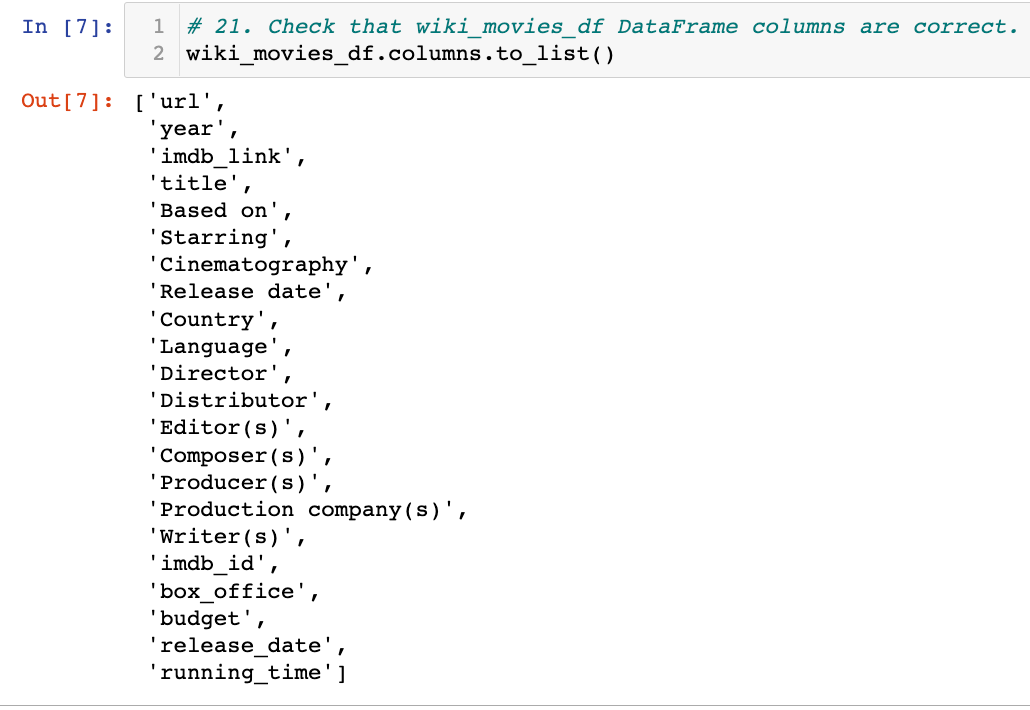 In [7]:
1 # 21. Check that wiki_movies_df DataFrame columns are correct.
2 wiki_movies_df.columns.to_list()
Out[7]: ['url',
'year',
'imdb_link',
'title',
'Based on',
'Starring',
'Cinematography',
'Release date',
'Country',
'Language',
'Director',
'Distributor',
'Editor(s)',
'Composer(s)',
'Producer(s)',
'Production company(s)',
'Writer(s)',
'imdb_id',
'box_office',
'budget',
'release_date',
'running_time']